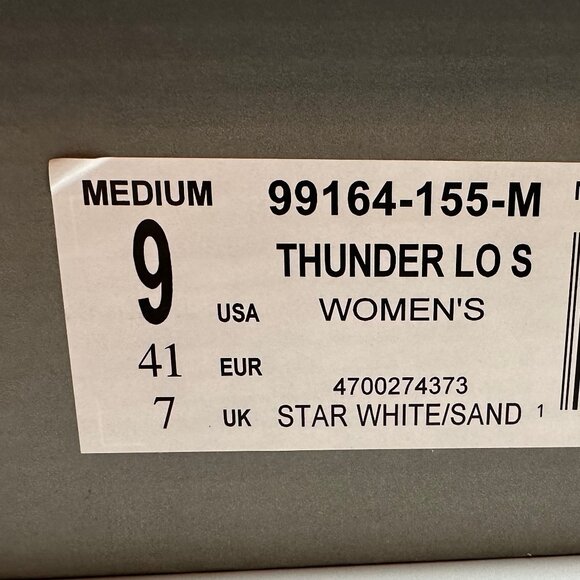 MEDIUM
9 USA
41 EUR
7 UK
99164-155-M
THUNDER LO S
WOMEN'S
4700274373
STAR WHITE/SAND 1